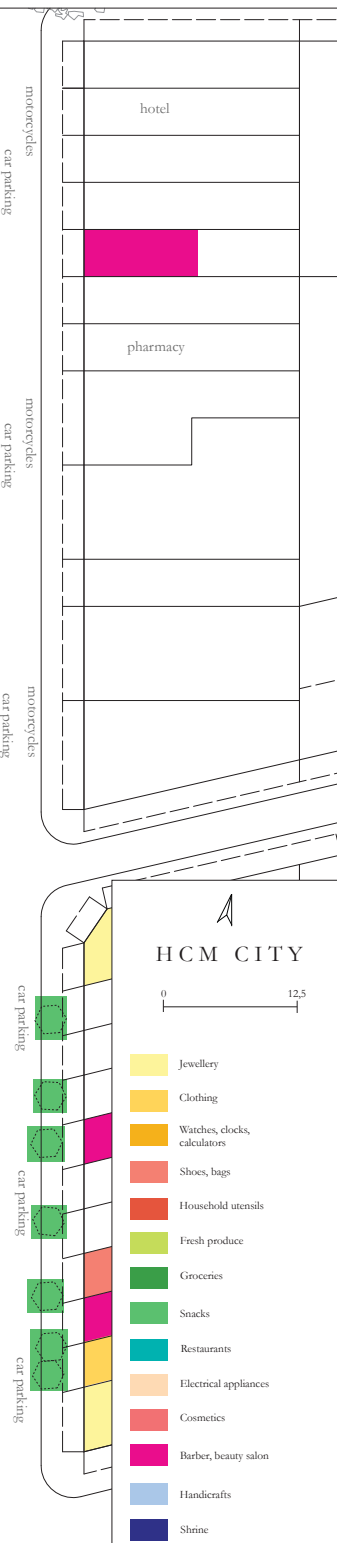 motorcycles
car parking
hotel
pharmacy
motorcycles
car parking
motorcycles
car parking
HCM CITY
0 12,5
car parking
car parking
car parking
Jewellery
Clothing
Watches, clocks,
calculators
Shoes, bags
Household utensils
Fresh produce
Groceries
Snacks
Restaurants
Electrical appliances
Cosmetics
Barber, beauty salon
Handicrafts
Shrine